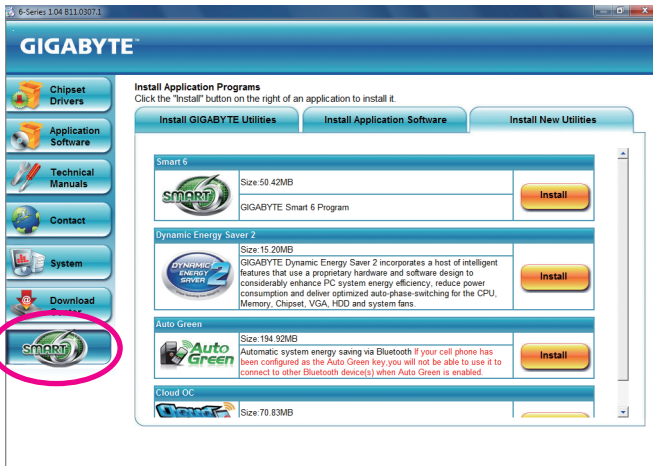 6-Series 1.04 B11.0307.1
GIGABYTE™
Chipset
Drivers
Application
Software
Technical
Manuals
Contact
System
Download
Center
SMART6
Install Application Programs
Click the "Install" button on the right of an application to install it.
Install GIGABYTE Utilities
Install Application Software
Install New Utilities
Smart 6
SMART6
Size:50.42MB
GIGABYTE Smart 6 Program
Install
Dynamic Energy Saver 2
DYNAMIC
ENERGY
SAVER 2
Size:15.20MB
GIGABYTE Dynamic Energy Saver 2 incorporates a host of intelligent
features that use a proprietary hardware and software design to
considerably enhance PC system energy efficiency, reduce power
consumption and deliver optimized auto-phase-switching for the CPU,
Memory, Chipset, VGA, HDD and system fans.
Install
Auto Green
Auto
Green
Size:194.92MB
Automatic system energy saving via Bluetooth If your cell phone has
been configured as the Auto Green key,you will not be able to use it to
connect to other Bluetooth device(s) when Auto Green is enabled.
Install
Cloud OC
Size:70.83MB